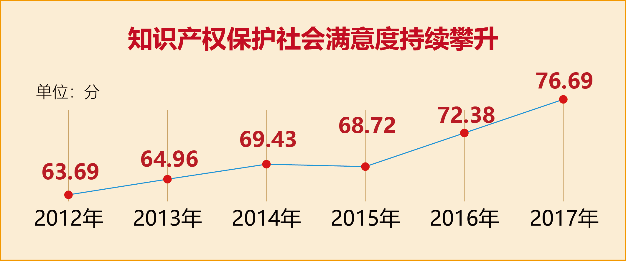 知识产权保护社会满意度持续攀升
单位：分
63.69 64.96 69.43 68.72 72.38 76.69
2012年 2013年 2014年 2015年 2016年 2017年